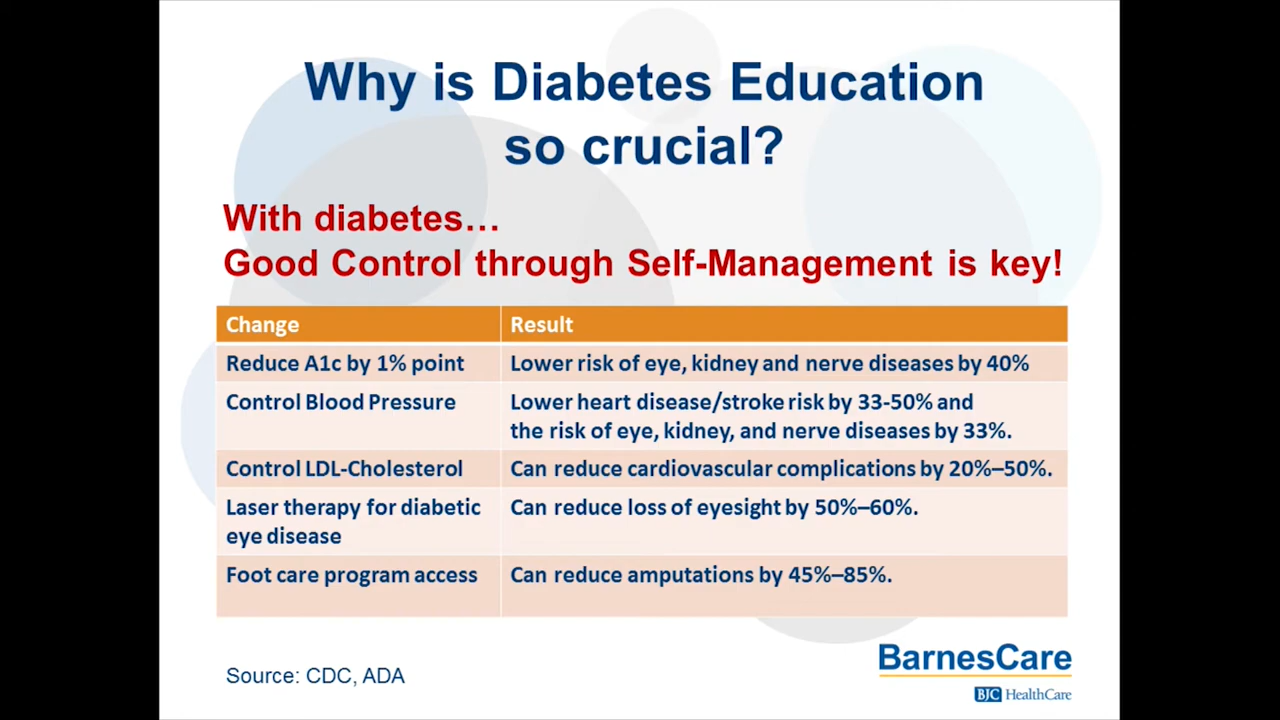 Why is Diabetes Education
so crucial?
With diabetes…
Good Control through Self-Management is key!
Change Result
Reduce A1c by 1% point Lower risk of eye, kidney and nerve diseases by 40%
Control Blood Pressure Lower heart disease/stroke risk by 33-50% and
the risk of eye, kidney, and nerve diseases by 33%.
Control LDL-Cholesterol Can reduce cardiovascular complications by 20%–50%.
Laser therapy for diabetic Can reduce loss of eyesight by 50%–60%.
eye disease
Foot care program access Can reduce amputations by 45%–85%.
Source: CDC, ADA
BarnesCare
BJC HealthCare